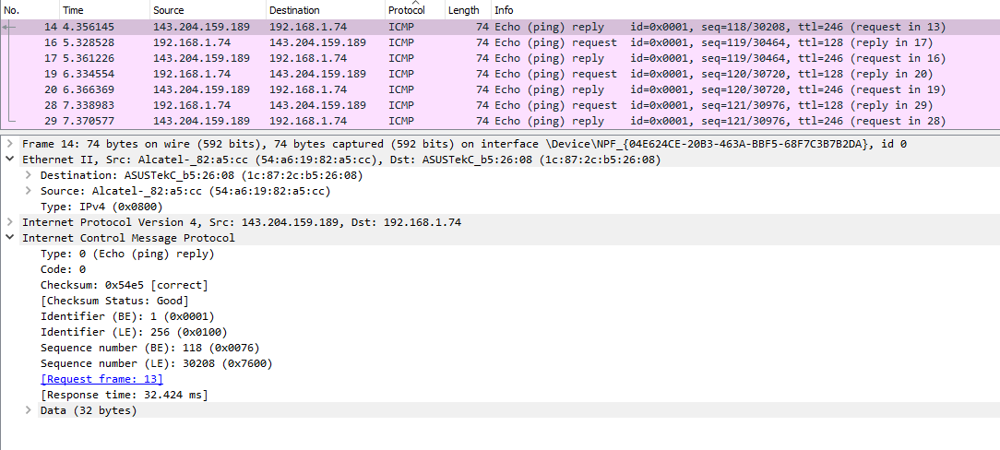 No. Time Source Destination Protocol Length Info
14 4.356145 143.204.159.189 192.168.1.74 ICMP 74 Echo (ping) reply id=0x0001, seq=118/30208, ttl=246 (request in 13)
16 5.328528 192.168.1.74 143.204.159.189 ICMP 74 Echo (ping) request id=0x0001, seq=119/30464, ttl=128 (reply in 17)
17 5.361226 143.204.159.189 192.168.1.74 ICMP 74 Echo (ping) reply id=0x0001, seq=119/30464, ttl=246 (request in 16)
19 6.334554 192.168.1.74 143.204.159.189 ICMP 74 Echo (ping) request id=0x0001, seq=120/30720, ttl=128 (reply in 20)
20 6.366369 143.204.159.189 192.168.1.74 ICMP 74 Echo (ping) reply id=0x0001, seq=120/30720, ttl=246 (request in 19)
28 7.338983 192.168.1.74 143.204.159.189 ICMP 74 Echo (ping) request id=0x0001, seq=121/30976, ttl=128 (reply in 29)
29 7.370577 143.204.159.189 192.168.1.74 ICMP 74 Echo (ping) reply id=0x0001, seq=121/30976, ttl=246 (request in 28)
Frame 14: 74 bytes on wire (592 bits), 74 bytes captured (592 bits) on interface \Device\NPF_{04E624CE-20B3-463A-BBF5-68F7C3B7B2DA}, id 0
Ethernet II, Src: Alcatel-_82:a5:cc (54:a6:19:82:a5:cc), Dst: ASUSTekC_b5:26:08 (1c:87:2c:b5:26:08)
Destination: ASUSTekC_b5:26:08 (1c:87:2c:b5:26:08)
Source: Alcatel-_82:a5:cc (54:a6:19:82:a5:cc)
Type: IPv4 (0x0800)
Internet Protocol Version 4, Src: 143.204.159.189, Dst: 192.168.1.74
Internet Control Message Protocol
Type: 0 (Echo (ping) reply)
Code: 0
Checksum: 0x54e5 [correct]
[Checksum Status: Good]
Identifier (BE): 1 (0x0001)
Identifier (LE): 256 (0x0100)
Sequence number (BE): 118 (0x0076)
Sequence number (LE): 30208 (0x7600)
[Request frame: 13]
[Response time: 32.424 ms]
Data (32 bytes)